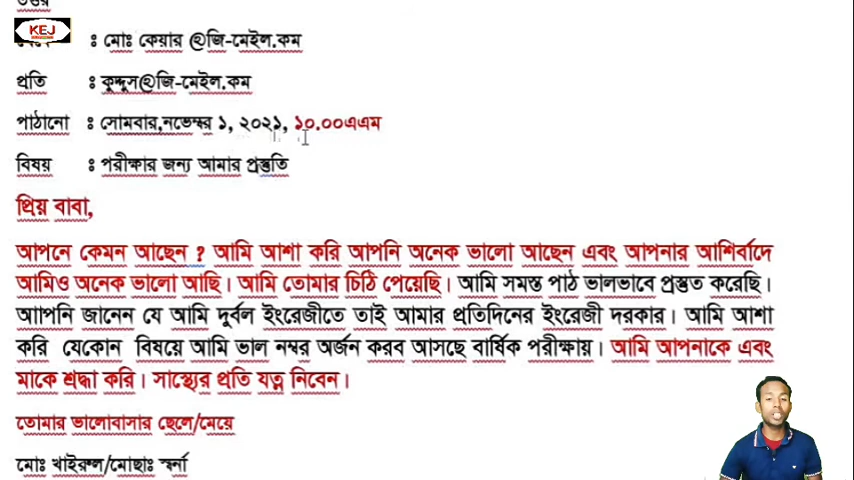 উত্তর
KEJ
: মোঃ কেয়ার @জি-মেইল.কম
প্রতি : কুদ্দুস@জি-মেইল.কম
পাঠানো : সোমবার,নভেম্বর ১, ২০২১, ১০.০০এএম
বিষয় : পরীক্ষার জন্য আমার প্রস্তুতি
প্রিয় বাবা,
আপনে কেমন আছেন ? আমি আশা করি আপনি অনেক ভালো আছেন এবং আপনার আশির্বাদে
আমিও অনেক ভালো আছি। আমি তোমার চিঠি পেয়েছি। আমি সমস্ত পাঠ ভালভাবে প্রস্তুত করেছি।
আাপনি জানেন যে আমি দুর্বল ইংরেজীতে তাই আমার প্রতিদিনের ইংরেজী দরকার। আমি আশা
করি যেকোন বিষয়ে আমি ভাল নম্বর অর্জন করব আসছে বার্ষিক পরীক্ষায়। আমি আপনাকে এবং
মাকে শ্রদ্ধা করি। সাস্থ্যের প্রতি যত্ন নিবেন।
তোমার ভালোবাসার ছেলে/মেয়ে
মোঃ খাইরুল/মোছাঃ স্বর্না